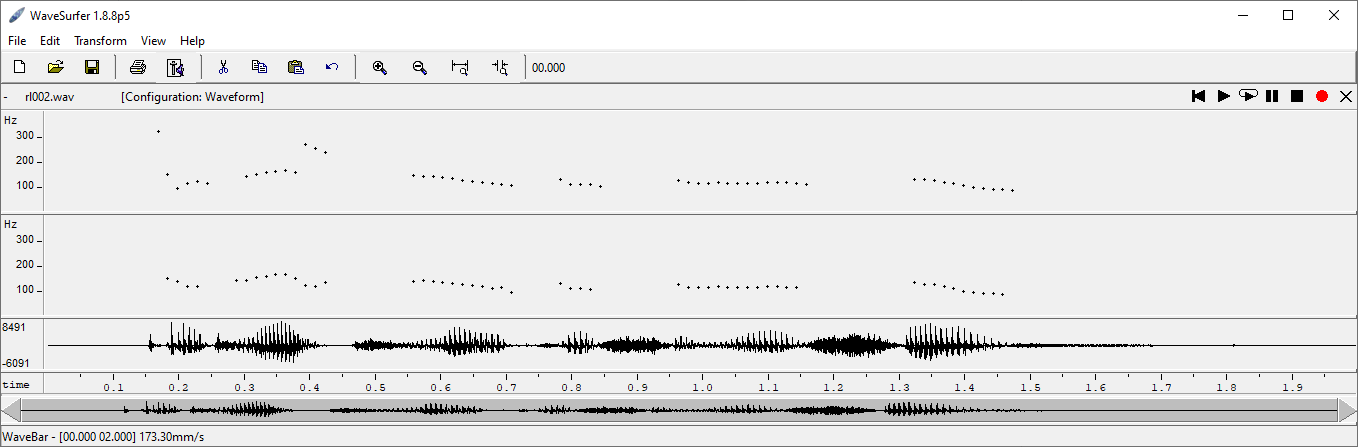 WaveSurfer 1.8.8p5
File Edit Transform View Help
00.000
- rl002.wav [Configuration: Waveform]
Hz
300
200
100
Hz
300
200
100
8491
-6091
time 0.1 0.2 0.3 0.4 0.5 0.6 0.7 0.8 0.9 1.0 1.1 1.2 1.3 1.4 1.5 1.6 1.7 1.8 1.9
WaveBar - [00.000 02.000] 173.30mm/s